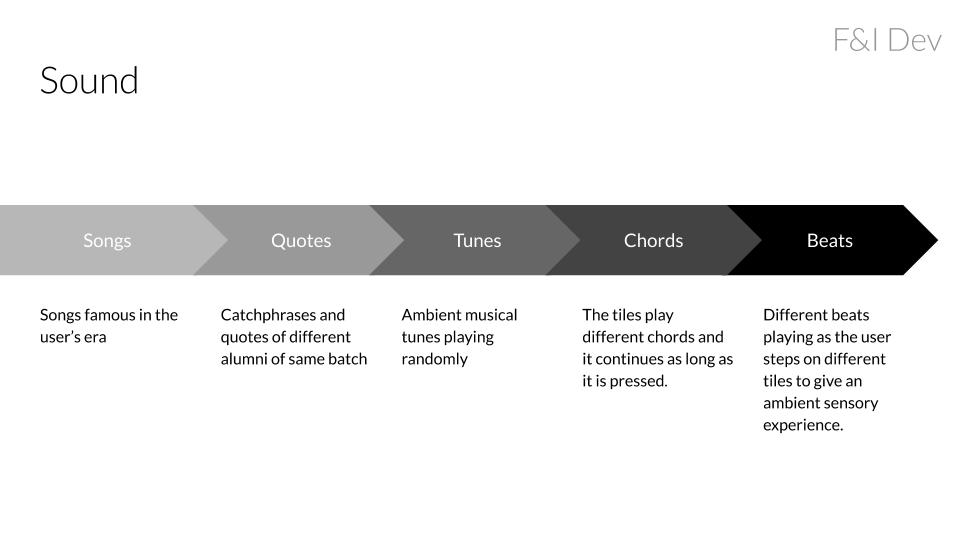 F&I Dev
Sound
Songs
Quotes
Tunes
Chords
Beats
Songs famous in the
user's era
Catchphrases and
quotes of different
alumni of same batch
Ambient musical
tunes playing
randomly
The tiles play
different chords and
it continues as long as
it is pressed.
Different beats
playing as the user
steps on different
tiles to give an
ambient sensory
experience.